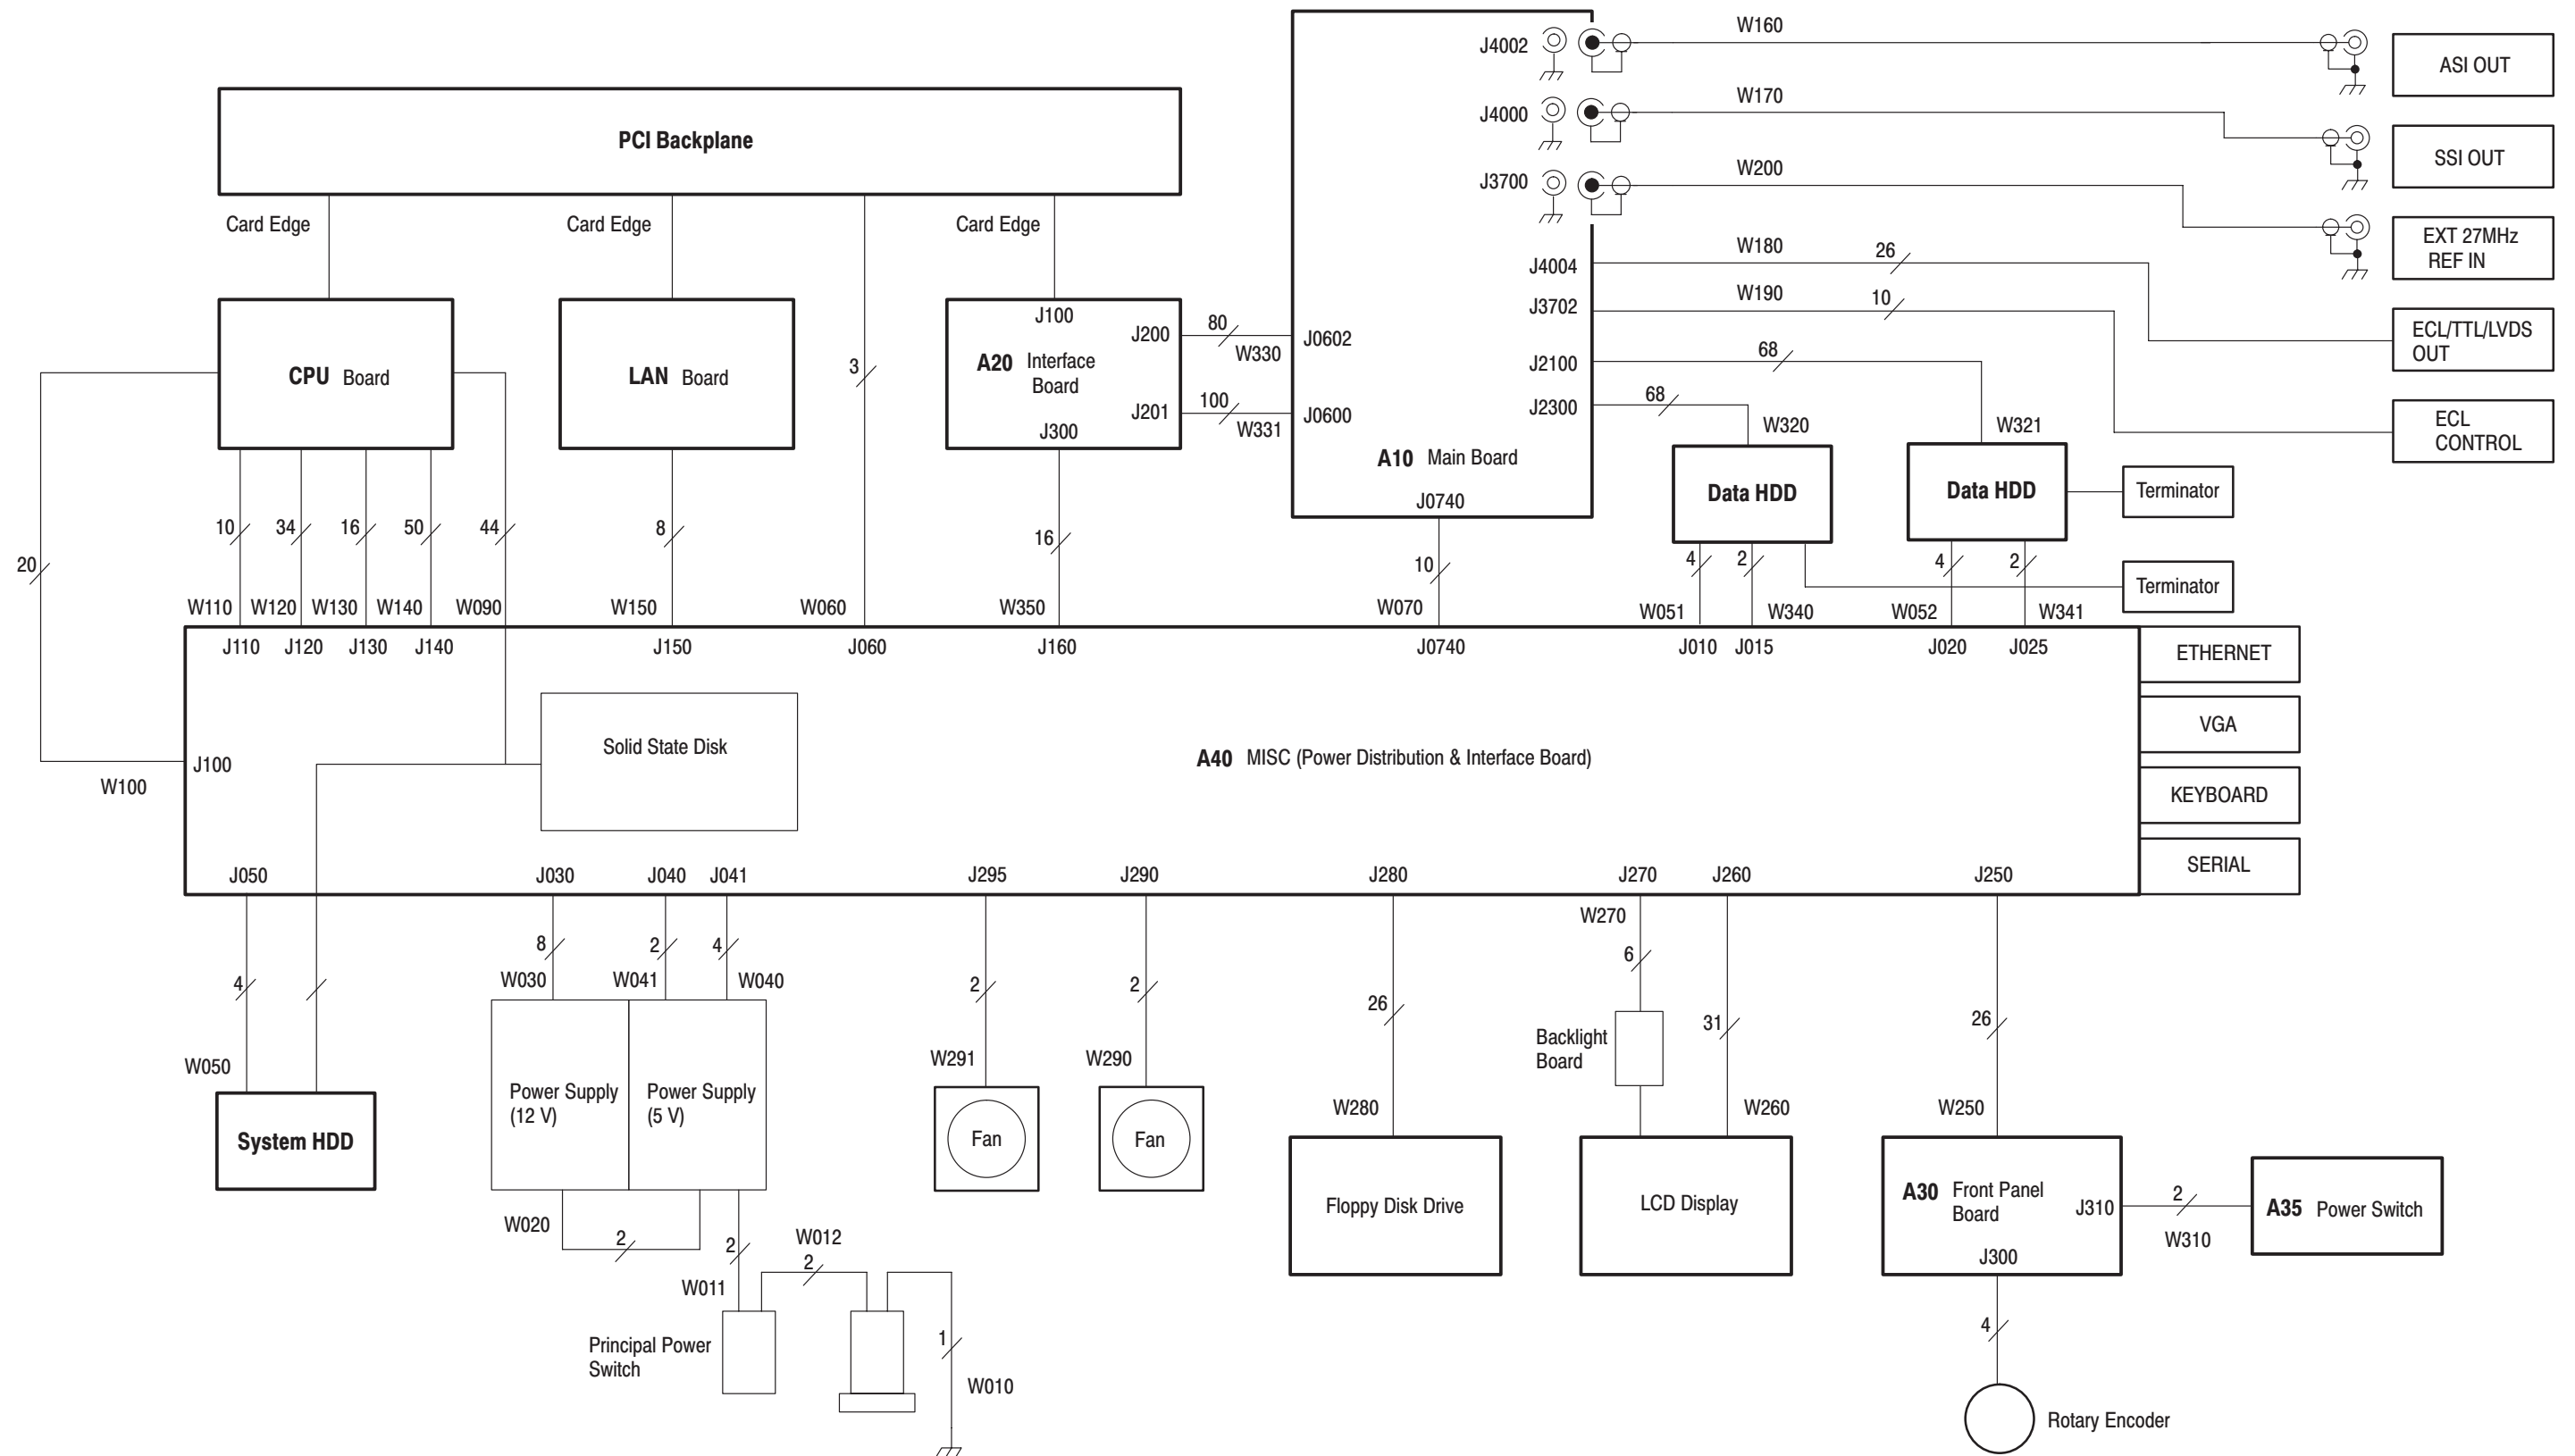 W160
J4002
ASI OUT
W170
J4000
PCI Backplane
SSI OUT
W200
J3700
Card Edge
Card Edge
Card Edge
EXT 27MHz
REF IN
W180
26
J4004
W190
10
J3702
J100
80
J200
W330
J0602
ECL/TTL/LVDS
OUT
3
A20 Interface
Board
68
J2100
CPU Board
LAN Board
100
J201
W331
J0600
68
J2300
J300
W320
W321
ECL
CONTROL
A10 Main Board
Data HDD
Data HDD
Terminator
J0740
10
34
16
50
44
8
16
20
10
4
2
4
2
Terminator
W110
W120
W130
W140
W090
W150
W060
W350
W070
W051
W340
W052
W341
J110
J120
J130
J140
J150
J060
J160
J0740
J010
J015
J020
J025
ETHERNET
VGA
Solid State Disk
A40 MISC (Power Distribution & Interface Board)
J100
W100
KEYBOARD
SERIAL
J050
J030
J040
J041
J295
J290
J280
J270
J260
J250
W270
8
2
4
6
4
W030
W041
W040
2
2
26
31
26
Backlight
Board
W050
W291
W290
Power Supply
(12 V)
Power Supply
(5 V)
W280
W260
W250
System HDD
Fan
Fan
Floppy Disk Drive
LCD Display
A30 Front Panel
Board
J310
2
W310
A35 Power Switch
W020
2
2
W012
2
J300
W011
Principal Power
Switch
1
W010
4
Rotary Encoder